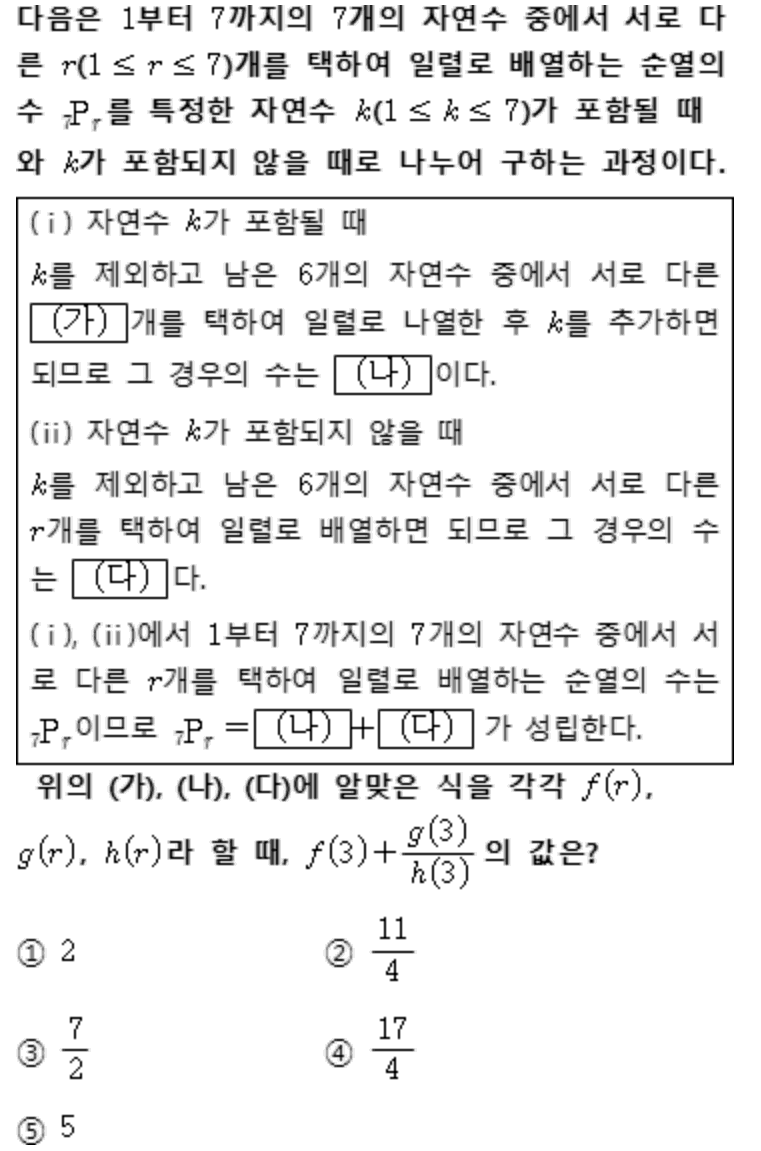 다음은 1부터 7까지의 7개의 자연수 중에서 서로 다
른 r(1 ≤ r ≤ 7)개를 택하여 일렬로 배열하는 순열의
수 ₇Pᵣ를 특정한 자연수 k(1 ≤ k ≤ 7)가 포함될 때
와 k가 포함되지 않을 때로 나누어 구하는 과정이다.
(ⅰ) 자연수 k가 포함될 때
k를 제외하고 남은 6개의 자연수 중에서 서로 다른
(가) 개를 택하여 일렬로 나열한 후 k를 추가하면
되므로 그 경우의 수는 (나) 이다.
(ⅱ) 자연수 k가 포함되지 않을 때
k를 제외하고 남은 6개의 자연수 중에서 서로 다른
r개를 택하여 일렬로 배열하면 되므로 그 경우의 수
는 (다) 다.
(ⅰ), (ⅱ)에서 1부터 7까지의 7개의 자연수 중에서 서
로 다른 r개를 택하여 일렬로 배열하는 순열의 수는
₇Pᵣ이므로 ₇Pᵣ = (나) + (다) 가 성립한다.
위의 (가), (나), (다)에 알맞은 식을 각각 f(r),
g(r), h(r)라 할 때, f(3)+g(3)/h(3) 의 값은?
① 2 ② 11/4
③ 7/2 ④ 17/4
⑤ 5